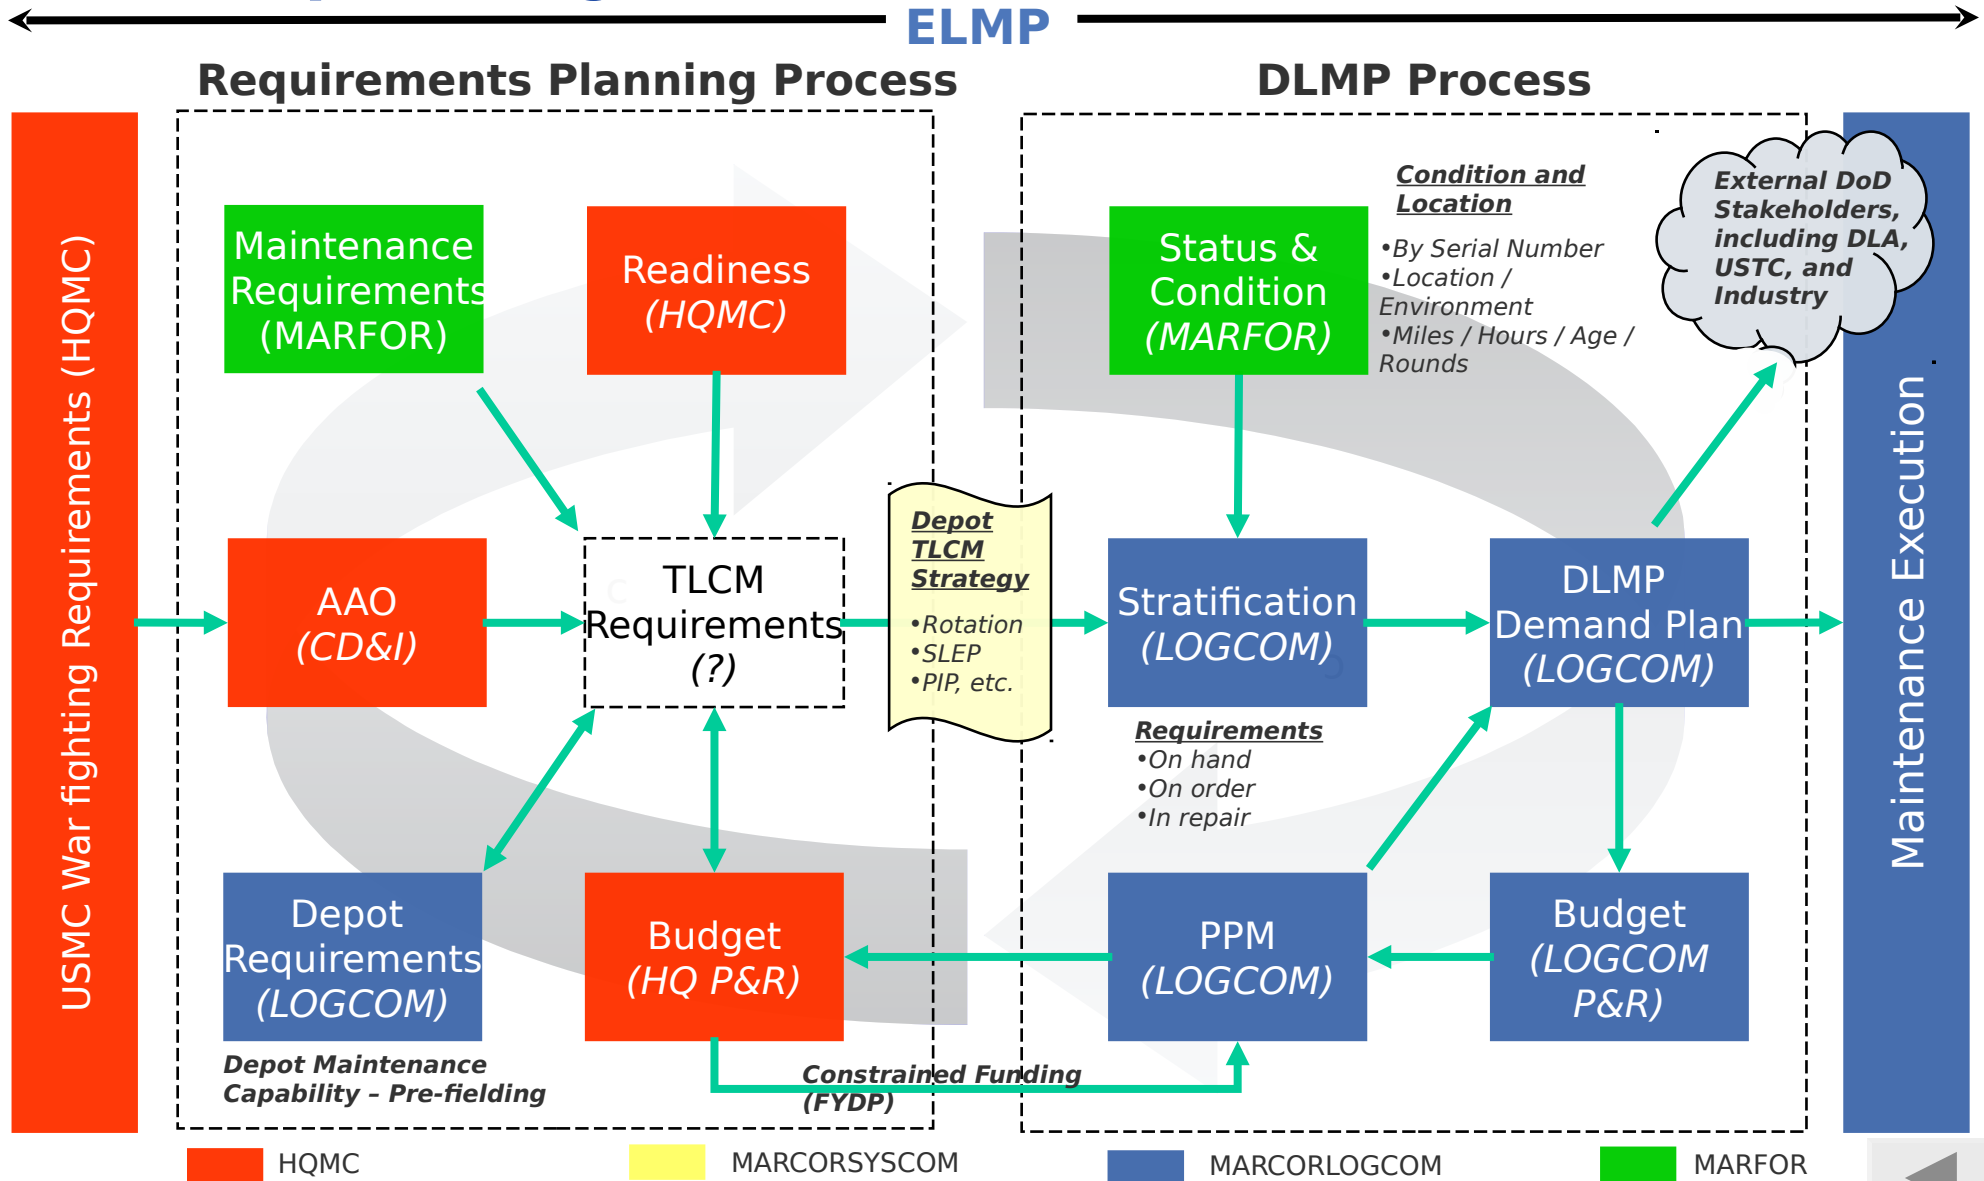 ELMP
Requirements Planning Process
DLMP Process
USMC War fighting Requirements (HQMC)
Maintenance
Requirements
(MARFOR)
Readiness
(HQMC)
AAO
(CD&I)
TLCM
Requirements
(?)
Depot
Requirements
(LOGCOM)
Depot Maintenance
Capability – Pre-fielding
Budget
(HQ P&R)
Constrained Funding
(FYDP)
Depot
TLCM
Strategy
•Rotation
•SLEP
•PIP, etc.
Status &
Condition
(MARFOR)
Condition and
Location
•By Serial Number
•Location /
Environment
•Miles / Hours / Age /
Rounds
External DoD
Stakeholders,
including DLA,
USTC, and
Industry
Stratification
(LOGCOM)
DLMP
Demand Plan
(LOGCOM)
Requirements
•On hand
•On order
•In repair
PPM
(LOGCOM)
Budget
(LOGCOM
P&R)
Maintenance Execution
HQMC
MARCORSYSCOM
MARCORLOGCOM
MARFOR